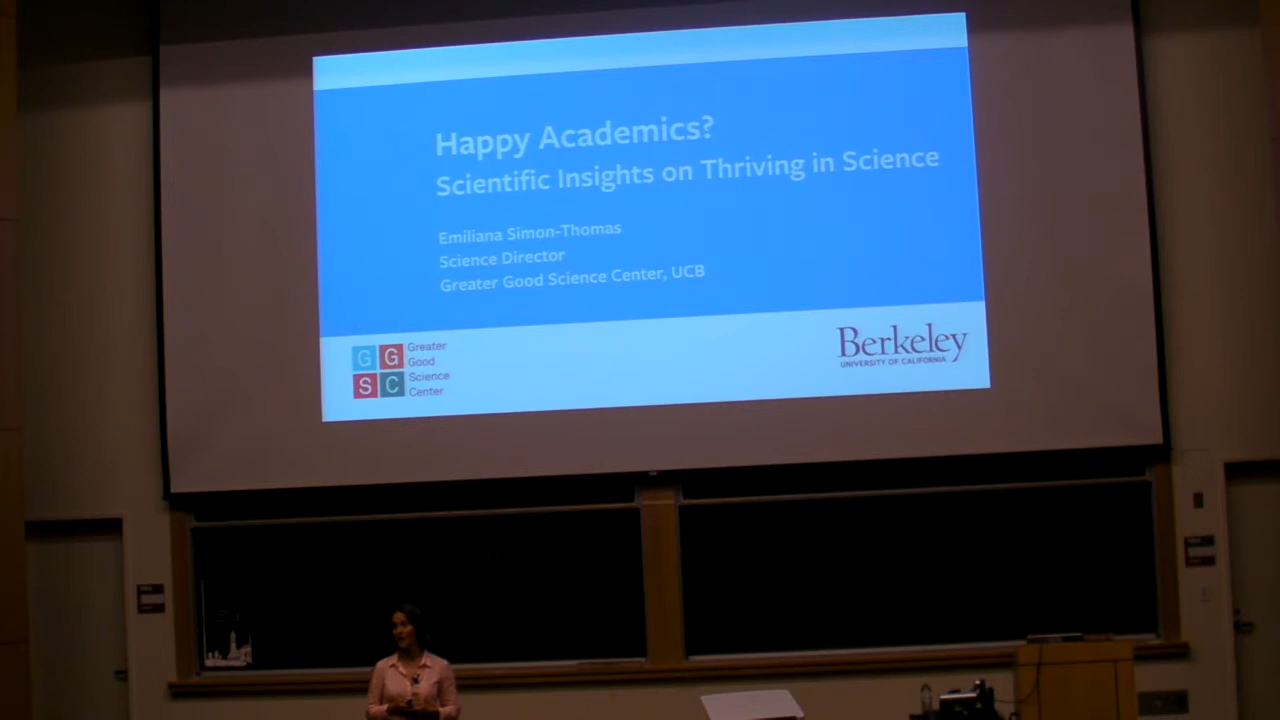 Happy Academics?
Scientific Insights on Thriving in Science
Emiliana Simon-Thomas
Science Director
Greater Good Science Center, UCB
G G
S C
Greater
Good
Science
Center
Berkeley
UNIVERSITY OF CALIFORNIA